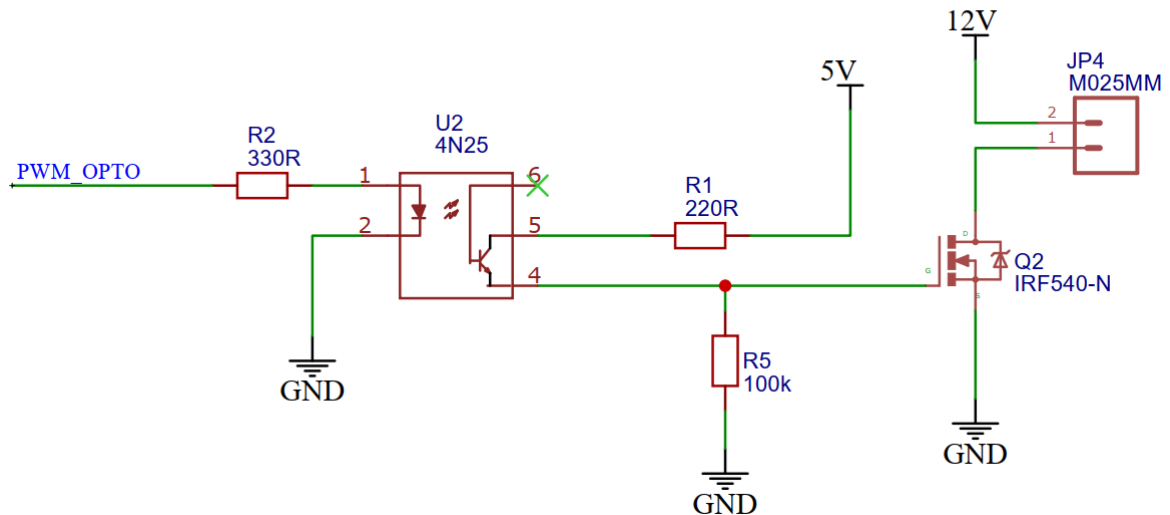 12V
JP4
M025MM
5V
2
1
U2
4N25
R2
330R
PWM_OPTO
1
6
R1
220R
2
5
D
Q2
IRF540-N
G
S
4
R5
100k
GND
GND
GND